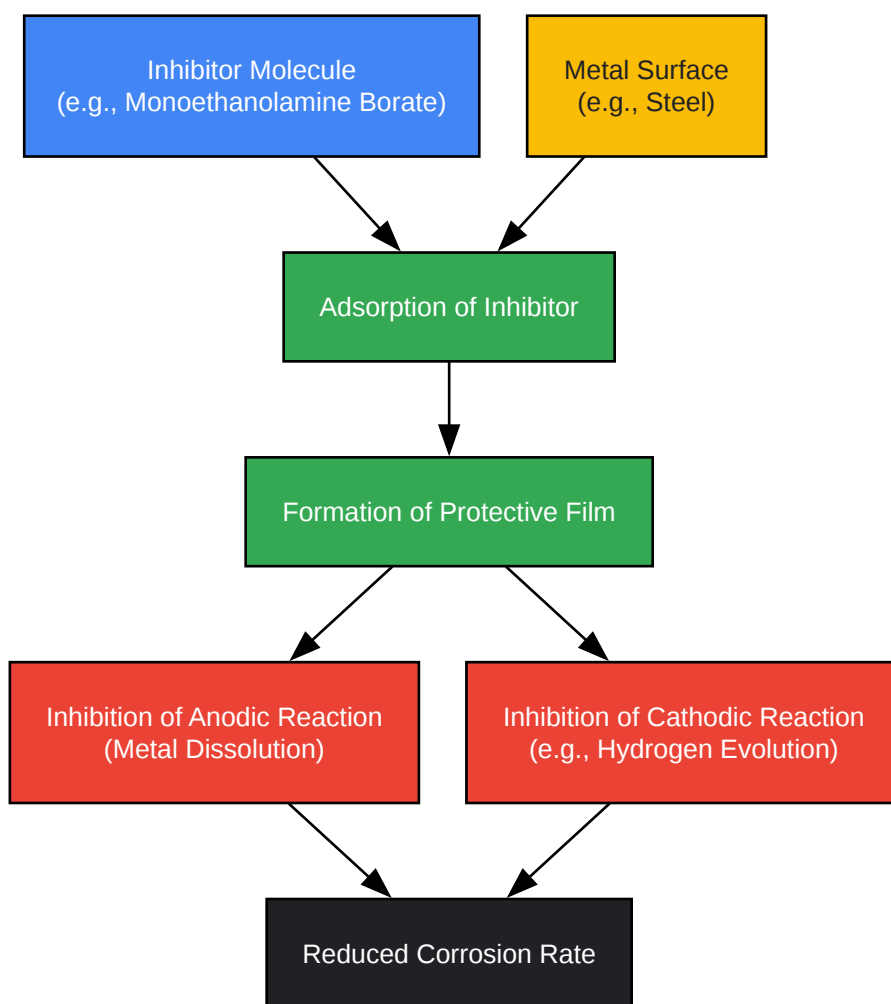 Inhibitor Molecule
(e.g., Monoethanolamine Borate)
Metal Surface
(e.g., Steel)
Adsorption of Inhibitor
Formation of Protective Film
Inhibition of Anodic Reaction
(Metal Dissolution)
Inhibition of Cathodic Reaction
(e.g., Hydrogen Evolution)
Reduced Corrosion Rate